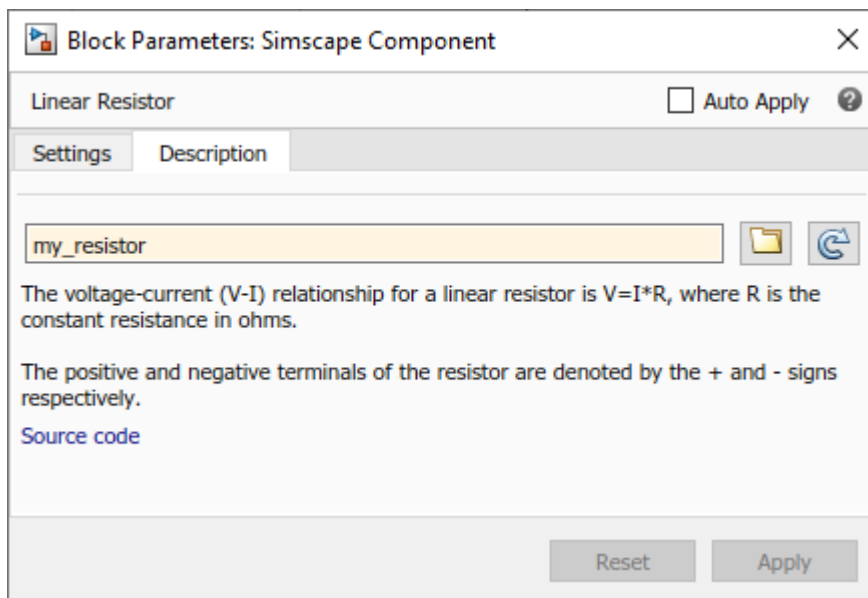 Block Parameters: Simscape Component
Linear Resistor
Auto Apply
Settings
Description
my_resistor
The voltage-current (V-I) relationship for a linear resistor is V=I*R, where R is the
constant resistance in ohms.
The positive and negative terminals of the resistor are denoted by the + and - signs
respectively.
Source code
Reset
Apply